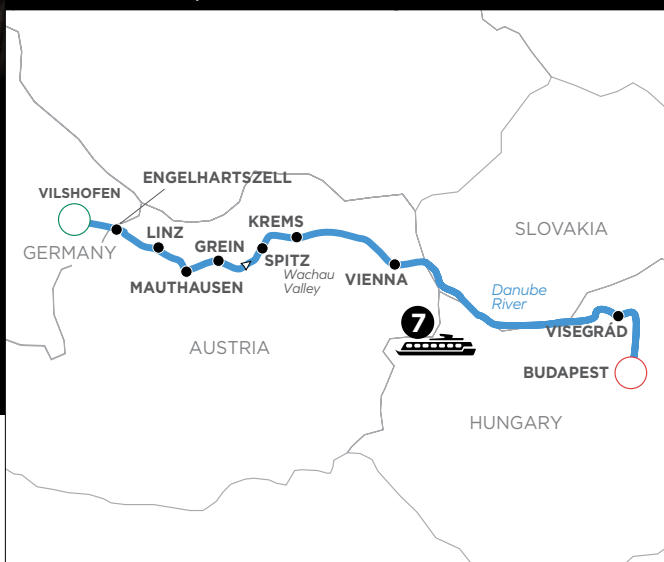 ENGELHARTSZELL
VILSHOFEN
LINZ
KREMS
GREIN
SLOVAKIA
GERMANY
SPITZ
MAUTHAUSEN
Wachau
Valley
VIENNA
Danube
River
7
VISEGRÁD
AUSTRIA
BUDAPEST
HUNGARY